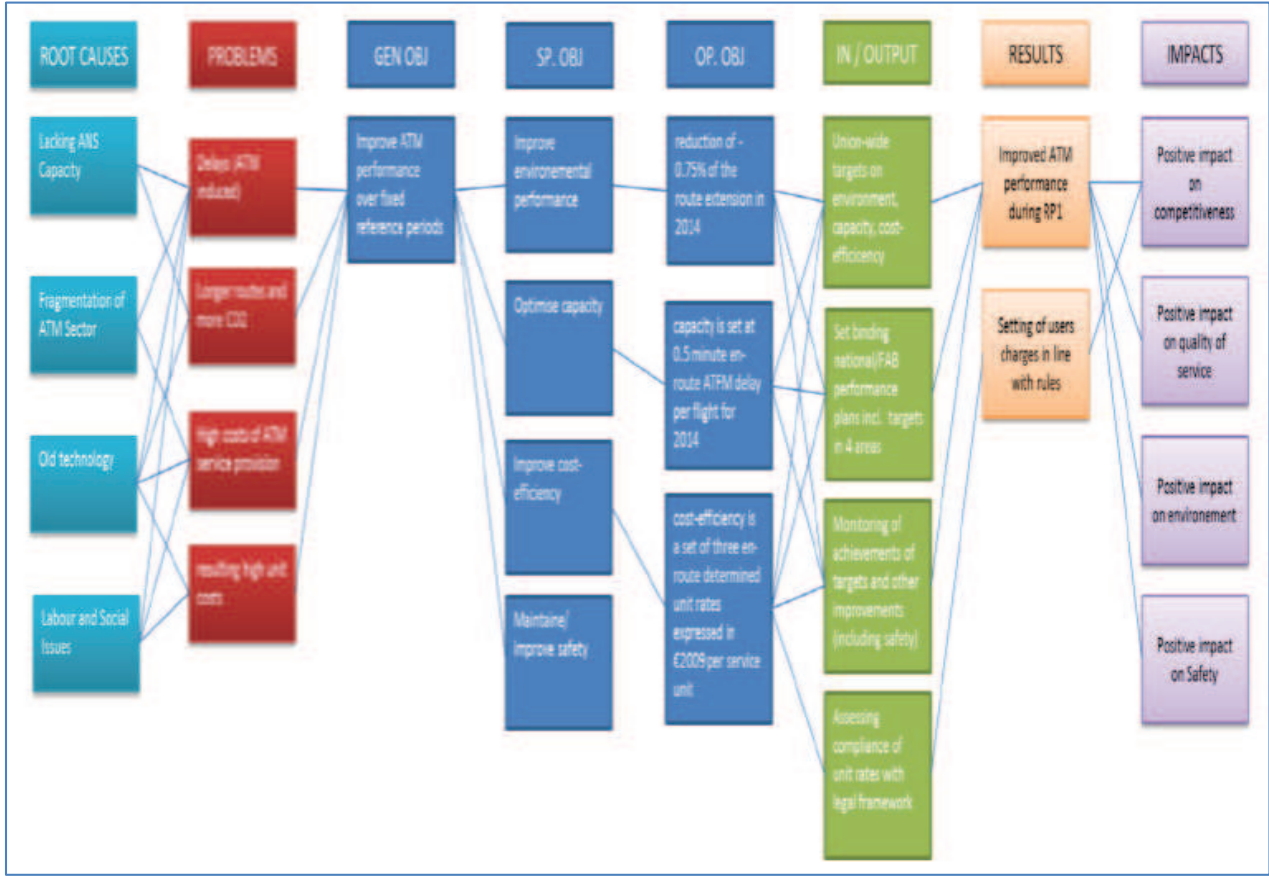 ROOT CAUSES
PROBLEMS
GEN OBJ
SP. OBJ
OP. OBJ
IN / OUTPUT
RESULTS
IMPACTS
Lacking ANS
Capacity
Fragmentation of
ATM Sector
Old technology
Labour and Social
Issues
Delays (ATM
induced)
Longer routes and
more CO2
High costs of ATM
service provision
resulting high unit
costs
Improve ATM
performance
over fixed
reference periods
Improve
environemental
performance
Optimise capacity
Improve cost-
efficiency
Maintaine/
improve safety
reduction of -
0.75% of the
route extension in
2014
capacity is set at
0.5 minute en-
route ATFM delay
per flight for
2014
cost-efficiency is
a set of three en-
route determined
unit rates
expressed in
€2009 per service
unit
Union-wide
targets on
environment,
capacity, cost-
efficicency
Set binding
national/FAB
performance
plans incl. targets
in 4 areas
Monitoring of
achievements of
targets and other
improvements
(including safety)
Assessing
compliance of
unit rates with
legal framework
Improved ATM
performance
during RP1
Setting of users
charges in line
with rules
Positive impact
on
competitiveness
Positive impact
on quality of
service
Positive impact
on environement
Positive impact
on Safety